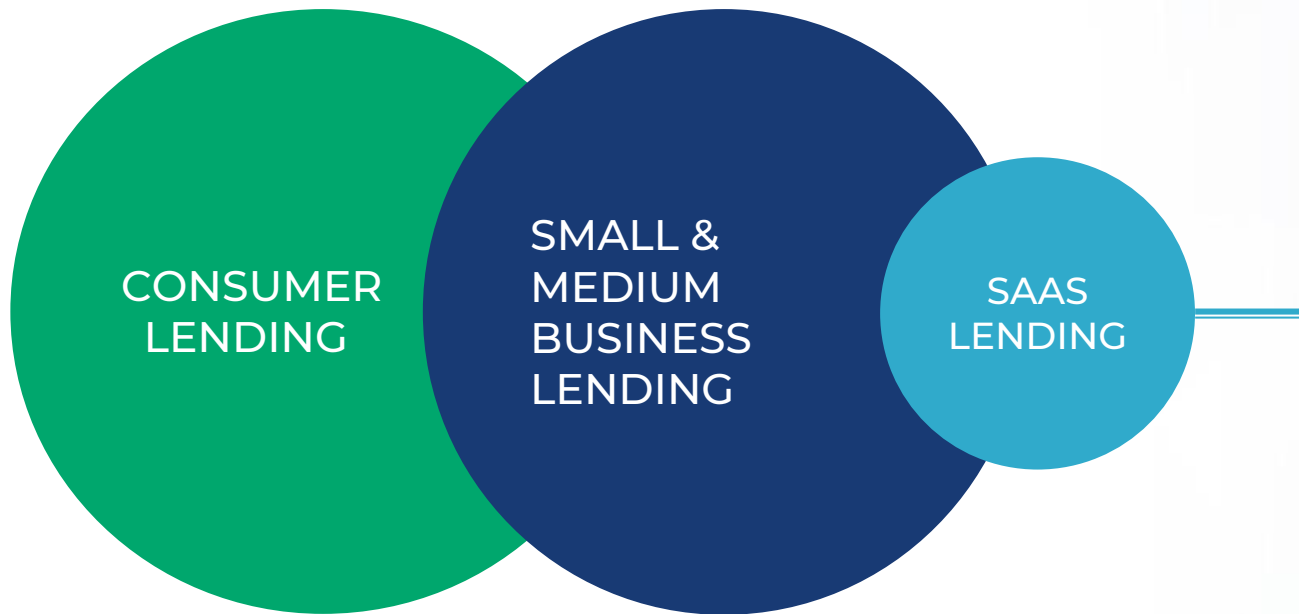 CONSUMER
LENDING
SMALL &
MEDIUM
BUSINESS
LENDING
SAAS
LENDING